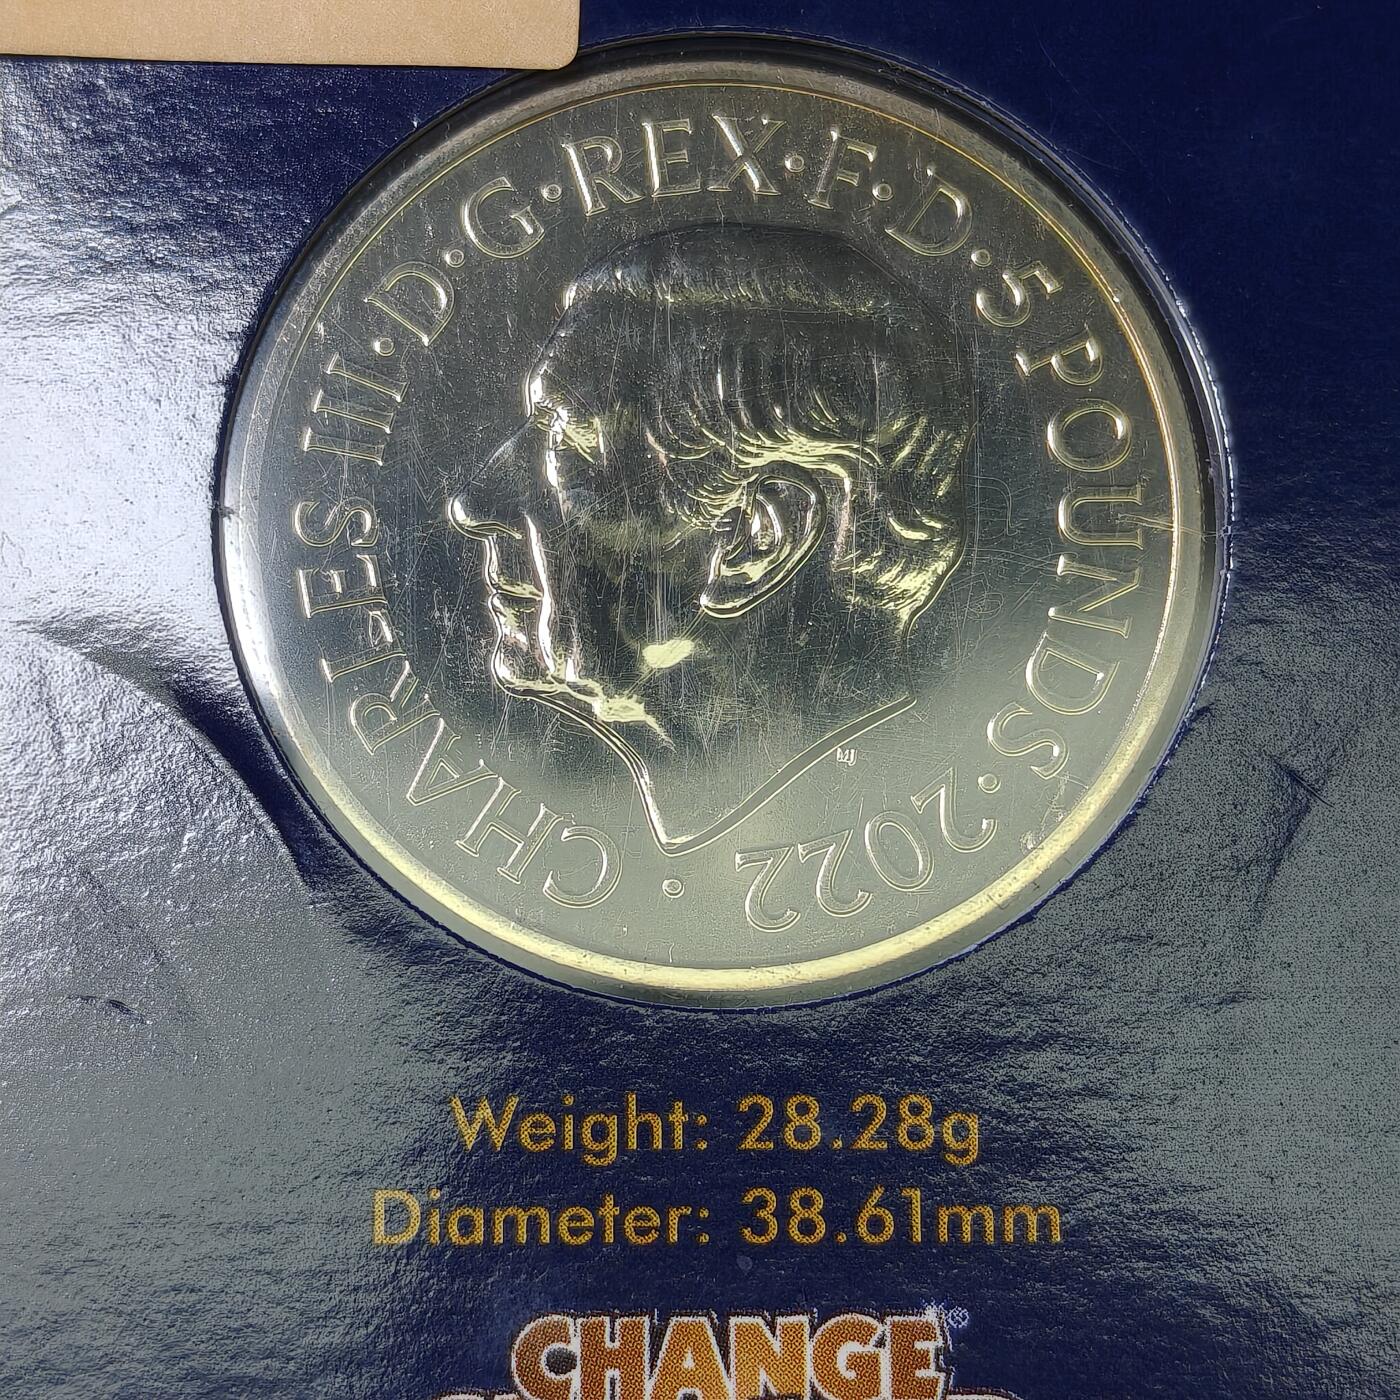 · CHARLES III · D · G · REX · F · D · 5 POUNDS · 2022
MJ
Weight: 28.28g
Diameter: 38.61mm
CHANGE